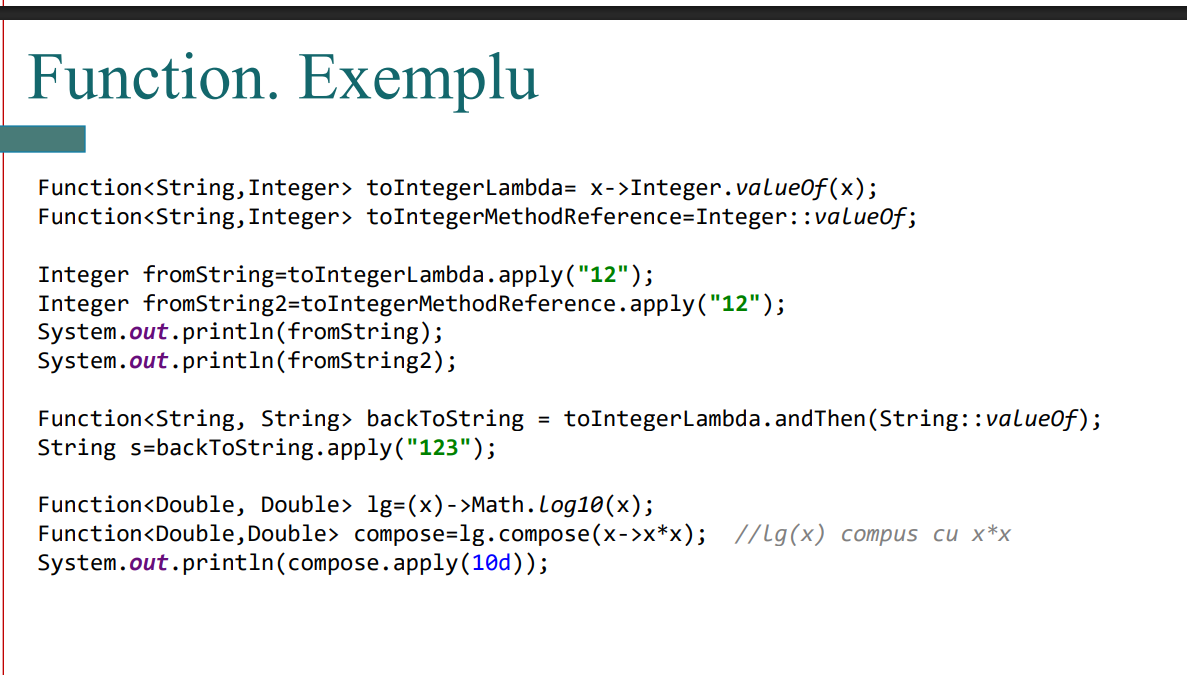 Function. Exemplu
Function<String,Integer> toIntegerLambda= x->Integer.valueOf(x);
Function<String,Integer> toIntegerMethodReference=Integer::valueOf;
Integer fromString=toIntegerLambda.apply("12");
Integer fromString2=toIntegerMethodReference.apply("12");
System.out.println(fromString);
System.out.println(fromString2);
Function<String, String> backToString = toIntegerLambda.andThen(String::valueOf);
String s=backToString.apply("123");
Function<Double, Double> lg=(x)->Math.log10(x);
Function<Double,Double> compose=lg.compose(x->x*x);  //lg(x) compus cu x*x
System.out.println(compose.apply(10d));